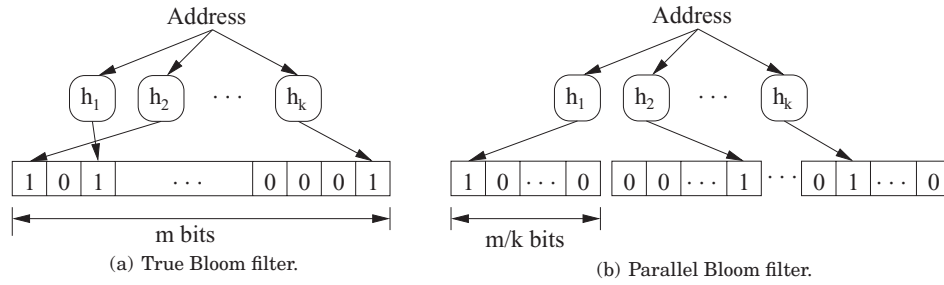 Address
h1 h2 · · · hk
1 0 1 · · · 0 0 0 1
m bits
(a) True Bloom filter.
Address
h1 h2 · · · hk
1 0 · · · 0 0 0 · · · 1 · · · 0 1 · · · 0
m/k bits
(b) Parallel Bloom filter.